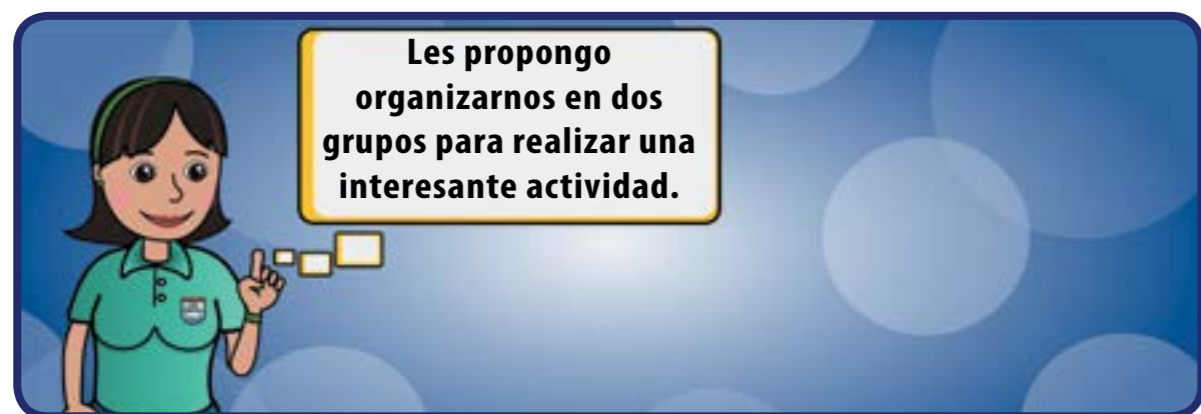 Les propongo
organizarnos en dos
grupos para realizar una
interesante actividad.